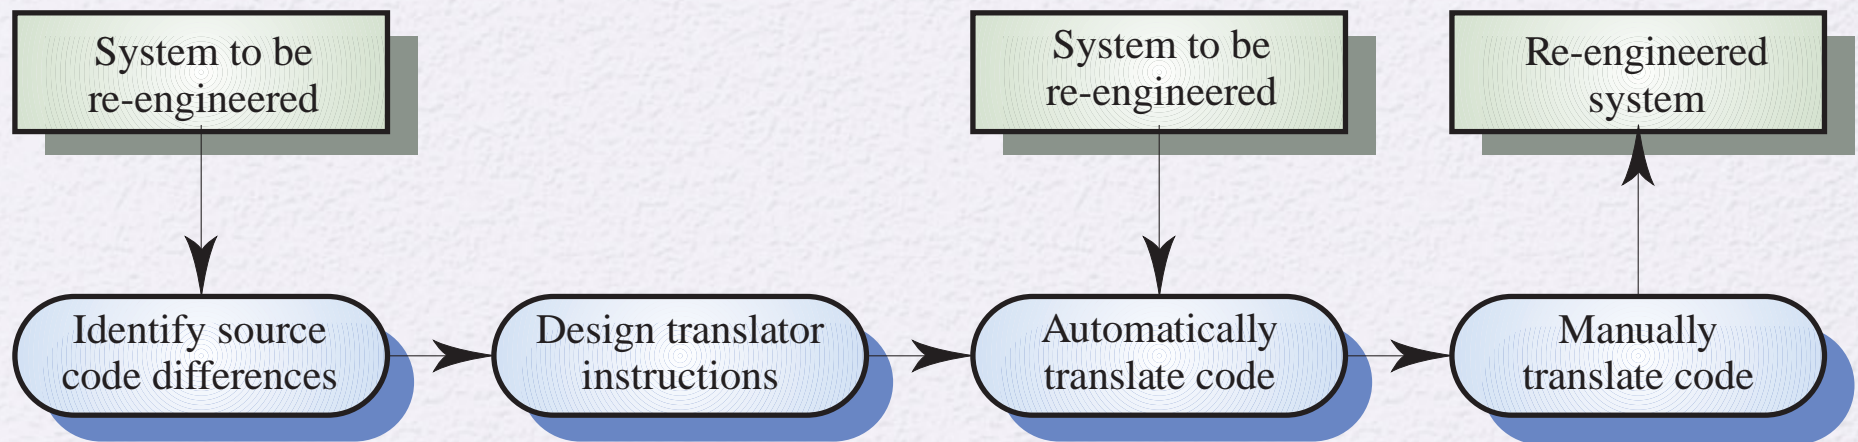 System to be
re-engineered
System to be
re-engineered
Re-engineered
system
Identify source
code differences
Design translator
instructions
Automatically
translate code
Manually
translate code